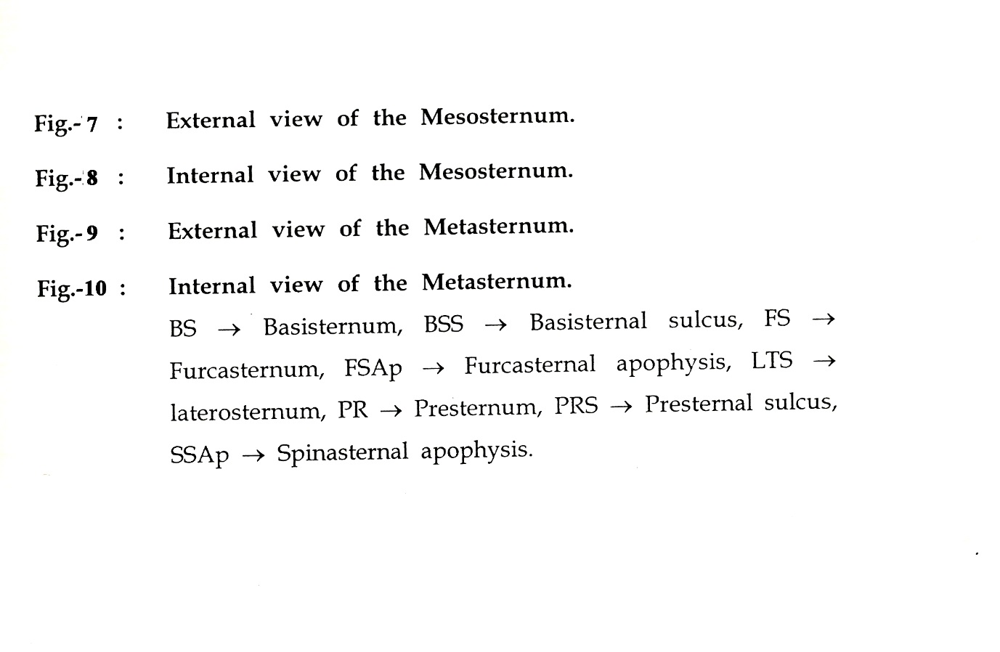 Fig.-7 : External view of the Mesosternum.
Fig.-8 : Internal view of the Mesosternum.
Fig.-9 : External view of the Metasternum.
Fig.-10 : Internal view of the Metasternum.
BS → Basisternum, BSS → Basisternal sulcus, FS →
Furcasternum, FSAp → Furcasternal apophysis, LTS →
laterosternum, PR → Presternum, PRS → Presternal sulcus,
SSAp → Spinasternal apophysis.